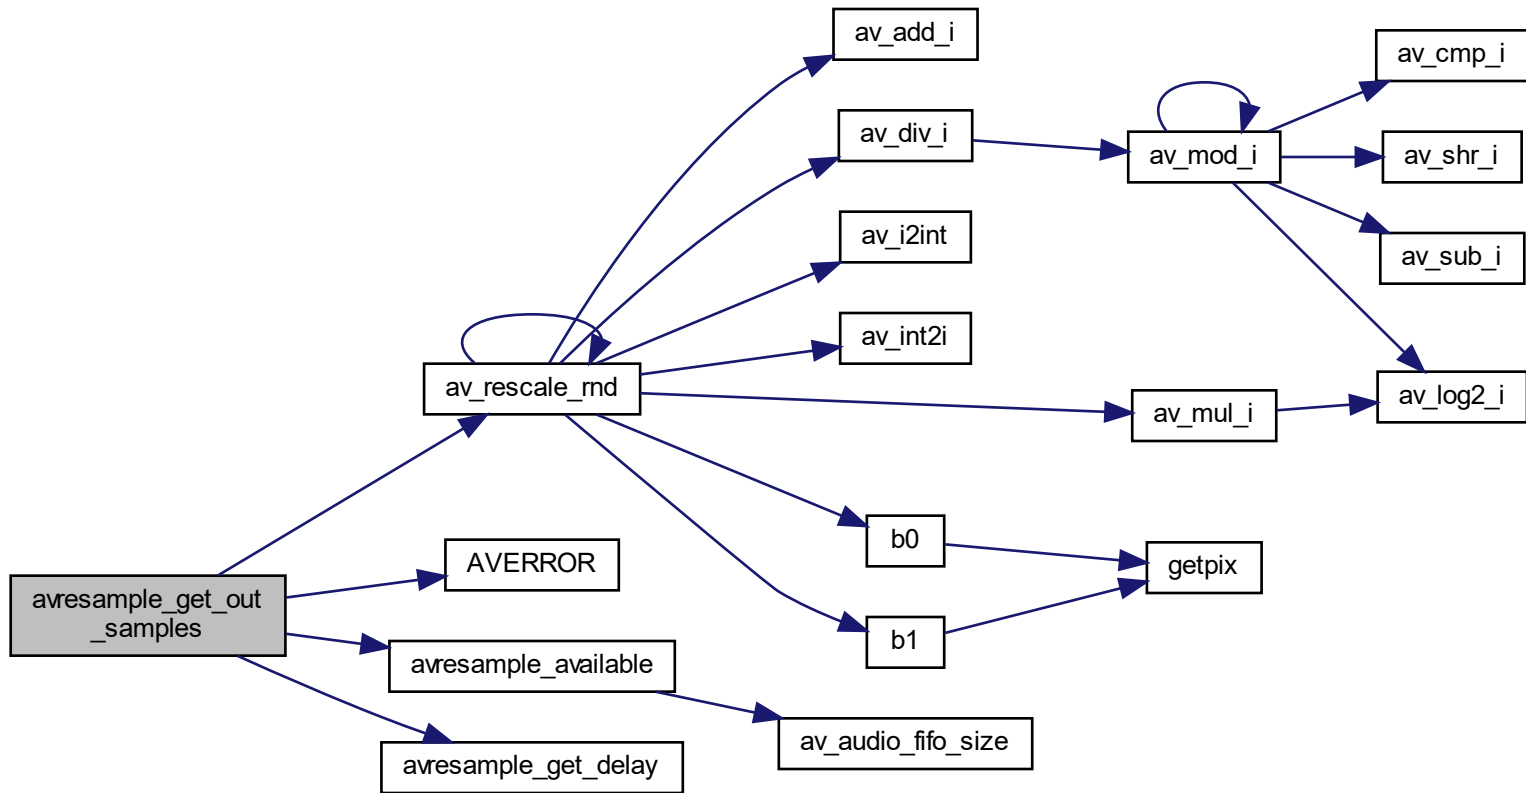 av_add_i
av_cmp_i
av_div_i
av_mod_i
av_shr_i
av_i2int
av_sub_i
av_int2i
av_rescale_rnd
av_mul_i
av_log2_i
b0
AVERROR
getpix
avresample_get_out
_samples
b1
avresample_available
av_audio_fifo_size
avresample_get_delay